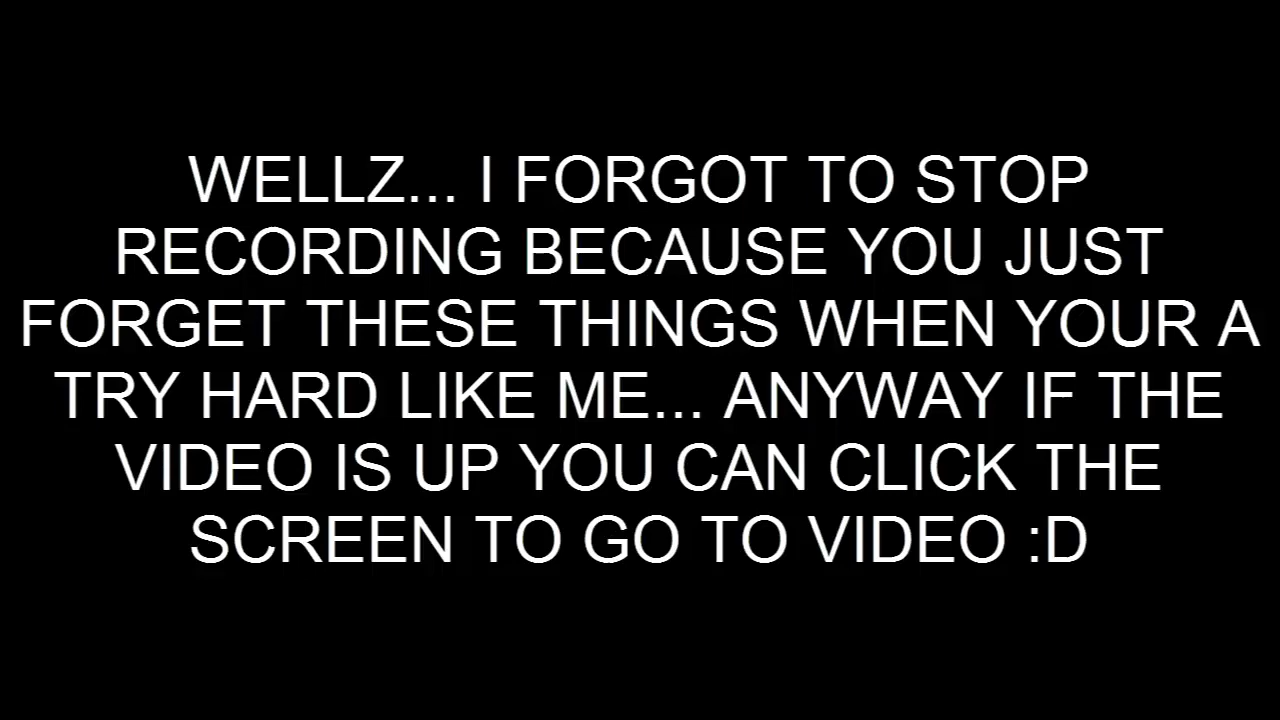 WELLZ... I FORGOT TO STOP
RECORDING BECAUSE YOU JUST
FORGET THESE THINGS WHEN YOUR A
TRY HARD LIKE ME... ANYWAY IF THE
VIDEO IS UP YOU CAN CLICK THE
SCREEN TO GO TO VIDEO :D